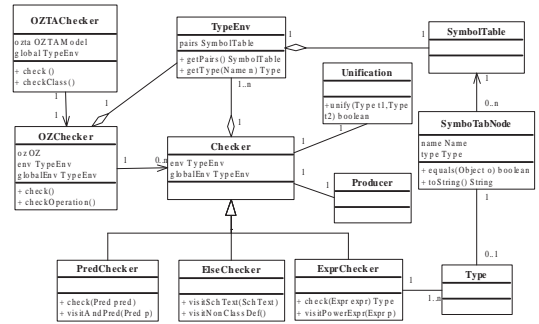 OZTAChecker
ozta OZTAModel
global TypeEnv
+ check()
+ checkClass()
TypeEnv
pairs SymbolTable
+ getPairs() SymbolTable
+ getType(Name n) Type
SymbolTable
1
1
1..n
1
1
1
Unification
+unify(Type t1,Type
t2) boolean
1
0..n
SymboTabNode
name Name
type Type
+ equals(Object o) boolean
+ toString() String
OZChecker
oz OZ
env TypeEnv
globalEnv TypeEnv
+ check()
+ checkOperation()
1
0..n
Checker
env TypeEnv
globalEnv TypeEnv
1
1
1
1
Producer
1
0..1
PredChecker
+ check(Pred pred)
+ visitAndPred(Pred p)
ElseChecker
+ visitSchText(SchText)
+ visitNonClassDef()
ExprChecker
+ check(Expr expr) Type
+ visitPowerExpr(Expr p)
1
1..n
Type